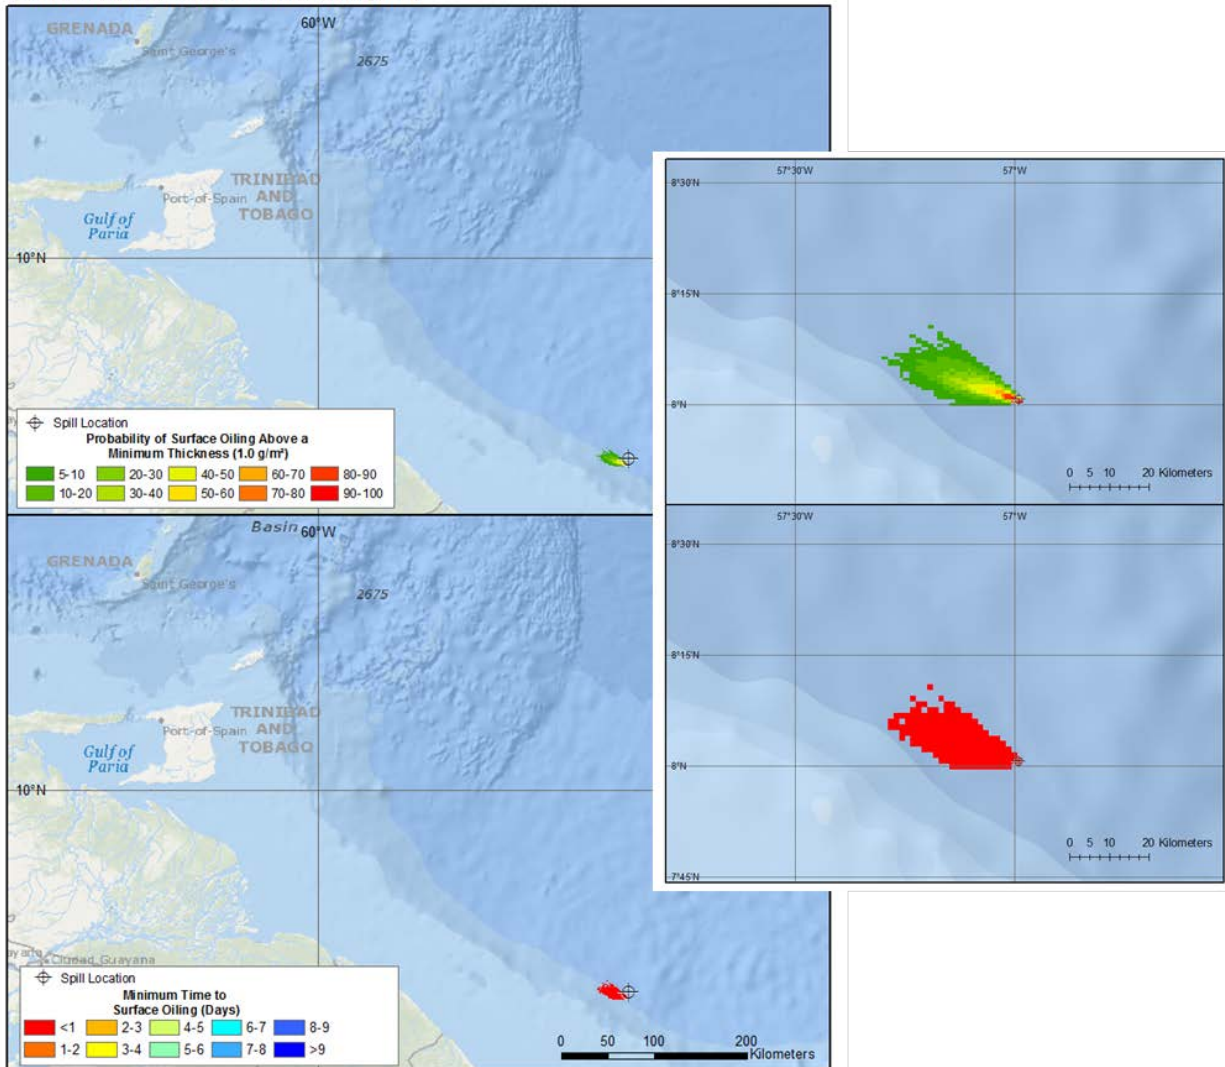 60°W
GRENADA
Saint George's
2675
TRINIDAD
AND
TOBAGO
Port-of-Spain
Gulf of
Paria
10°N
Spill Location
Probability of Surface Oiling Above a
Minimum Thickness (1.0 g/m²)
5-10 20-30 40-50 60-70 80-90
10-20 30-40 50-60 70-80 90-100
57°30'W 57°W
8°30'N
8°15'N
8°N
0 5 10 20 Kilometers
Basin
60°W
GRENADA
Saint George's
2675
TRINIDAD
AND
TOBAGO
Port-of-Spain
Gulf of
Paria
10°N
Ciudad Guayana
Spill Location
Minimum Time to
Surface Oiling (Days)
<1 2-3 4-5 6-7 8-9
1-2 3-4 5-6 7-8 >9
0 50 100 200
Kilometers
57°30'W 57°W
8°30'N
8°15'N
8°N
7°45'N
0 5 10 20 Kilometers